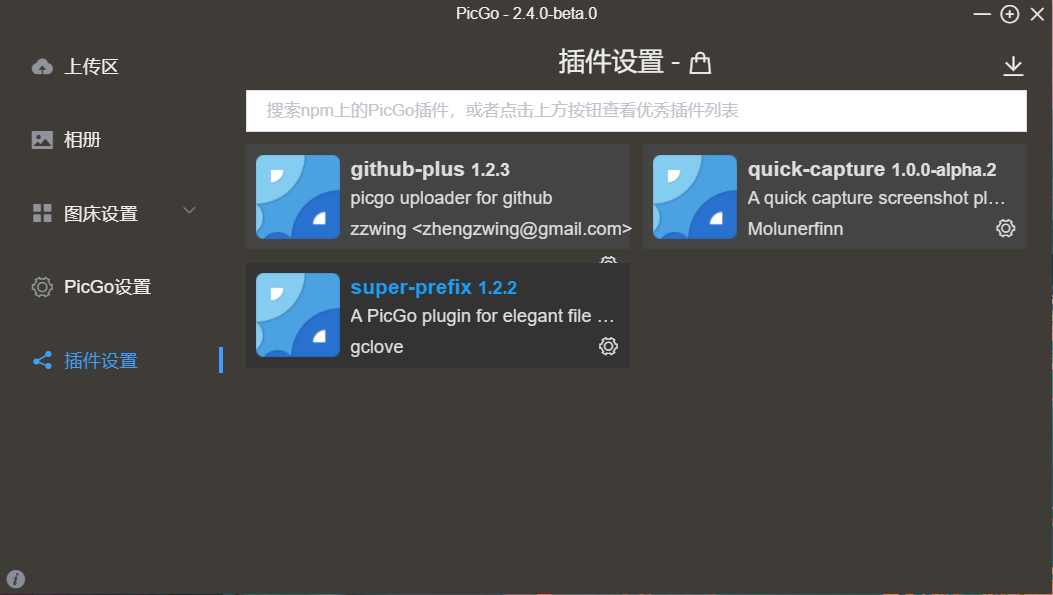 PicGo - 2.4.0-beta.0
上传区
相册
图床设置
PicGo设置
插件设置
插件设置 -
搜索npm上的PicGo插件，或者点击上方按钮查看优秀插件列表
github-plus 1.2.3
picgo uploader for github
zzwing <zhengzwing@gmail.com>
quick-capture 1.0.0-alpha.2
A quick capture screenshot pl…
Molunerfinn
super-prefix 1.2.2
A PicGo plugin for elegant file …
gclove